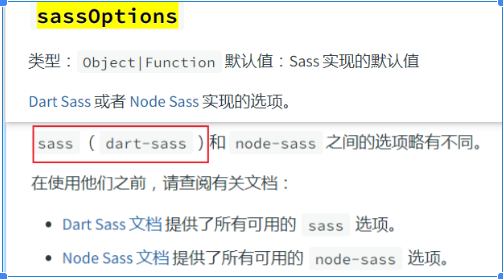 sassOptions
类型：Object|Function 默认值：Sass 实现的默认值
Dart Sass 或者 Node Sass 实现的选项。
sass （ dart-sass ）和 node-sass 之间的选项略有不同。
在使用他们之前，请查阅有关文档：
• Dart Sass 文档 提供了所有可用的 sass 选项。
• Node Sass 文档 提供了所有可用的 node-sass 选项。